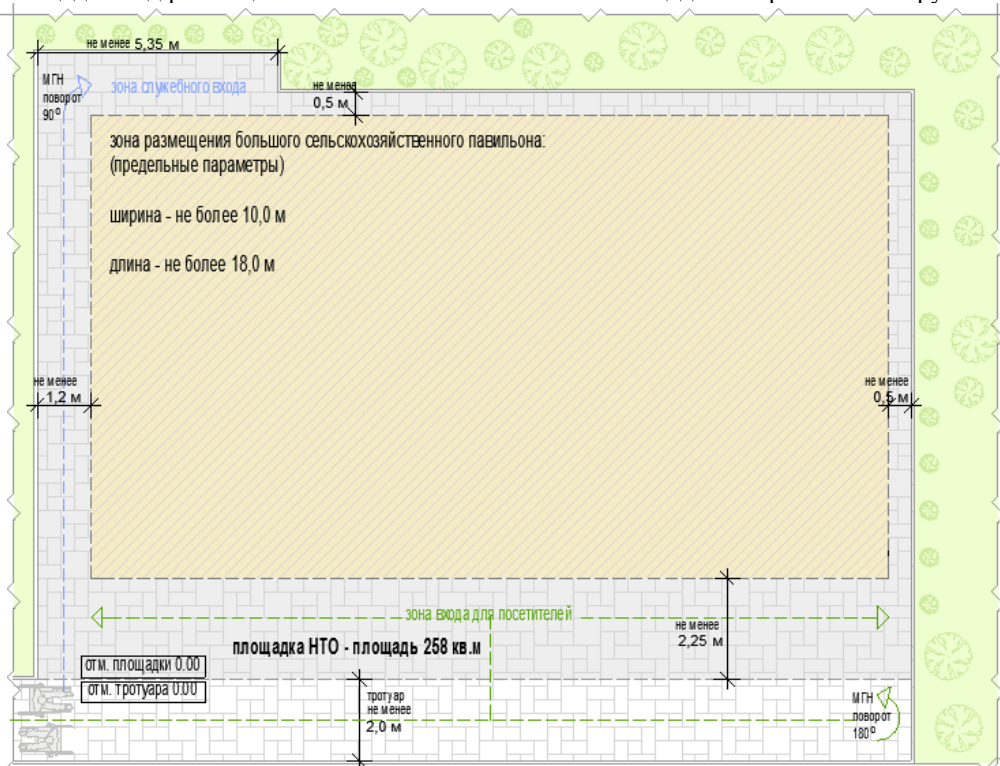 не менее 5,35 м
МГН
поворот
90°
зона служебного входа
не менее
0,5 м
зона размещения большого сельскохозяйственного павильона:
(предельные параметры)
ширина - не более 10,0 м
длина - не более 18,0 м
не менее
1,2 м
не менее
0,5 м
зона входа для посетителей
не менее
2,25 м
площадка НТО - площадь 258 кв.м
отм. площадки 0.00
отм. тротуара 0.00
тротуар
не менее
2,0 м
МГН
поворот
180°